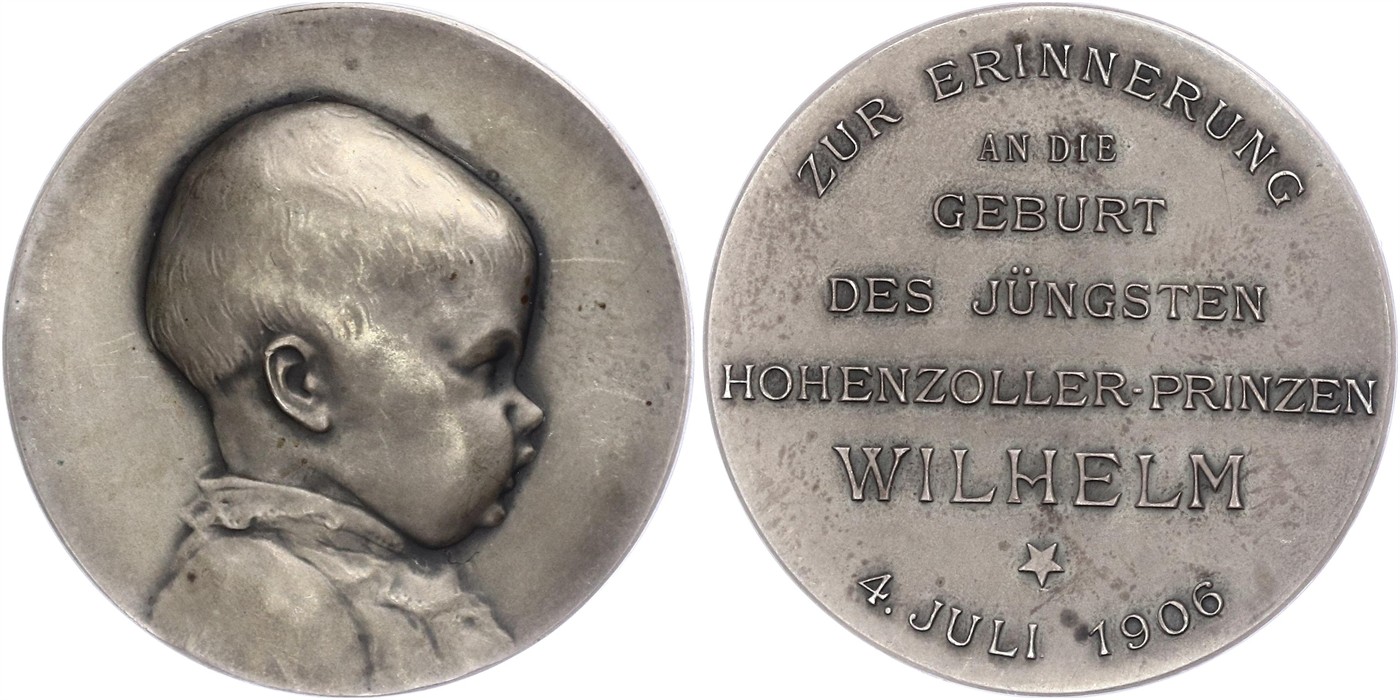 ZUR ERINNERUNG
AN DIE
GEBURT
DES JÜNGSTEN
HOHENZOLLER-PRINZEN
WILHELM
4. JULI 1906